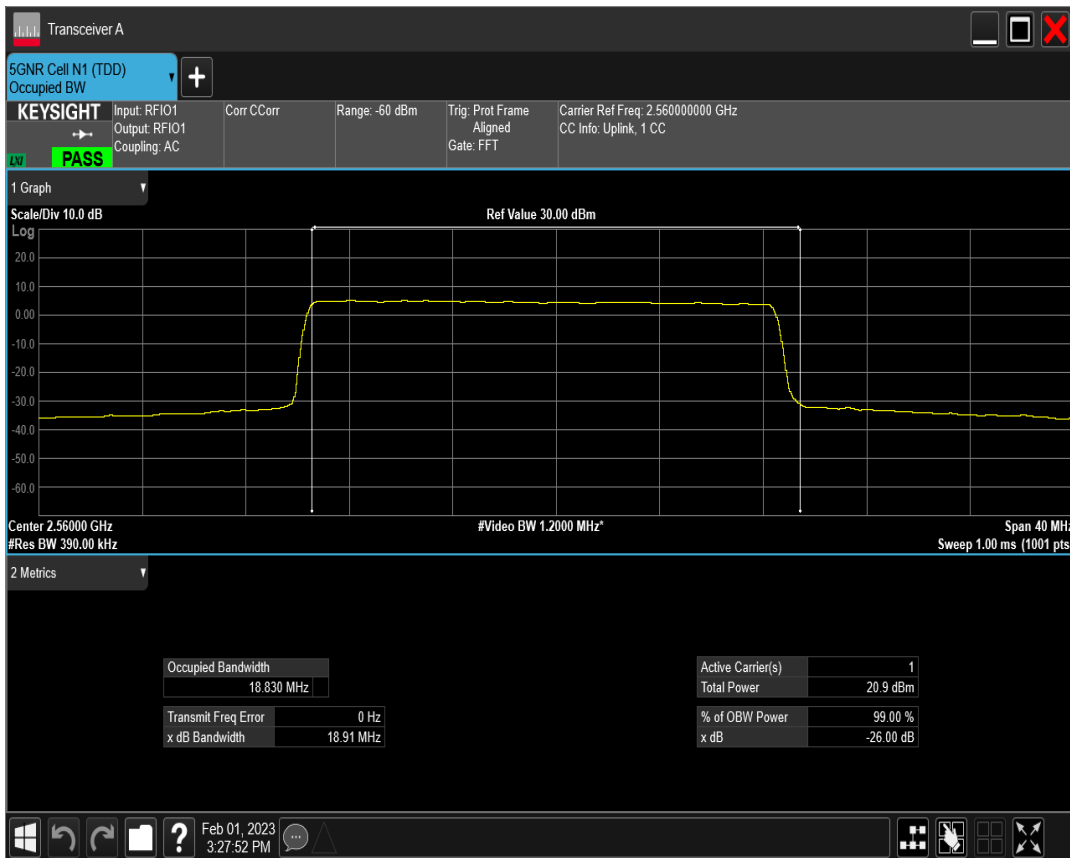 Transceiver A
5GNR Cell N1 (TDD)
Occupied BW
+
KEYSIGHT
LXI
PASS
Input: RFIO1
Output: RFIO1
Coupling: AC
Corr CCorr
Range: -60 dBm
Trig: Prot Frame
Aligned
Gate: FFT
Carrier Ref Freq: 2.560000000 GHz
CC Info: Uplink, 1 CC
1 Graph
Scale/Div 10.0 dB
Ref Value 30.00 dBm
Log
20.0
10.0
0.00
-10.0
-20.0
-30.0
-40.0
-50.0
-60.0
Center 2.56000 GHz
#Video BW 1.2000 MHz*
Span 40 MHz
#Res BW 390.00 kHz
Sweep 1.00 ms (1001 pts
2 Metrics
Occupied Bandwidth
18.830 MHz
Transmit Freq Error 0 Hz
x dB Bandwidth 18.91 MHz
Active Carrier(s) 1
Total Power 20.9 dBm
% of OBW Power 99.00 %
x dB -26.00 dB
?
Feb 01, 2023
3:27:52 PM